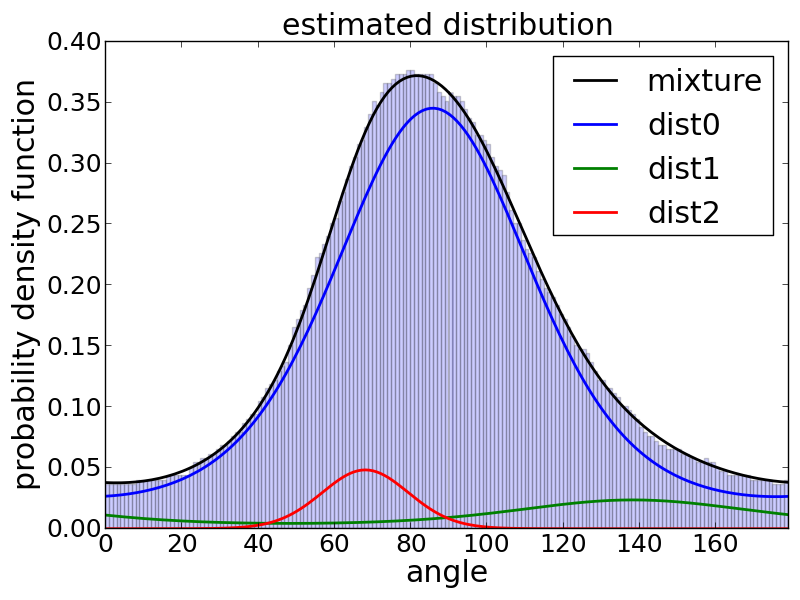 estimated distribution
probability density function
0.40
0.35
0.30
0.25
0.20
0.15
0.10
0.05
0.00
mixture
dist0
dist1
dist2
0 20 40 60 80 100 120 140 160
angle